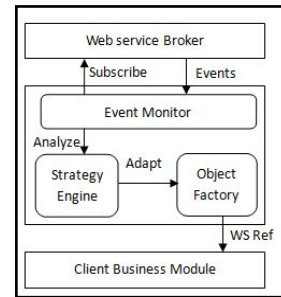 Web service Broker
Subscribe
Events
Event Monitor
Analyze
Adapt
Strategy
Engine
Object
Factory
WS Ref
Client Business Module